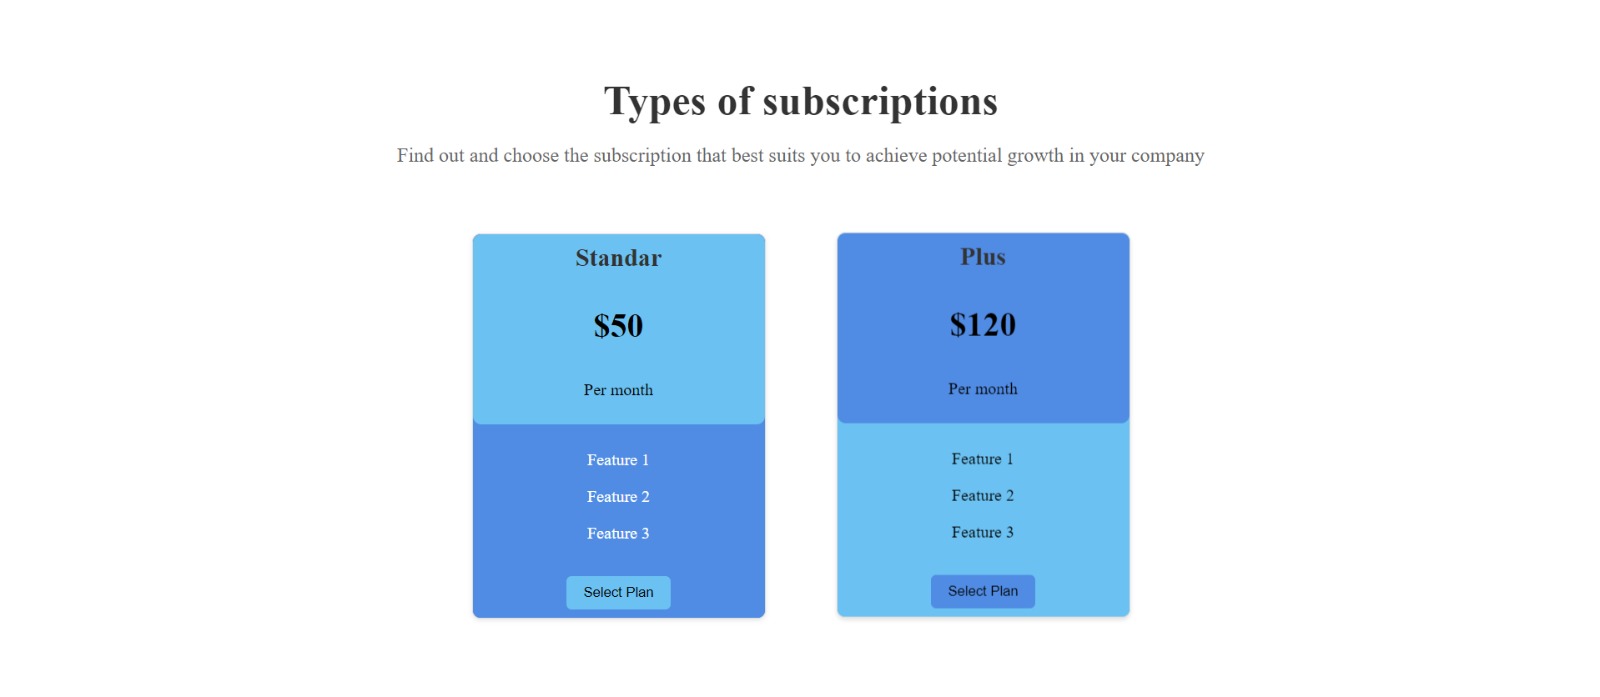 Types of subscriptions
Find out and choose the subscription that best suits you to achieve potential growth in your company
Standar
$50
Per month
Feature 1
Feature 2
Feature 3
Select Plan
Plus
$120
Per month
Feature 1
Feature 2
Feature 3
Select Plan